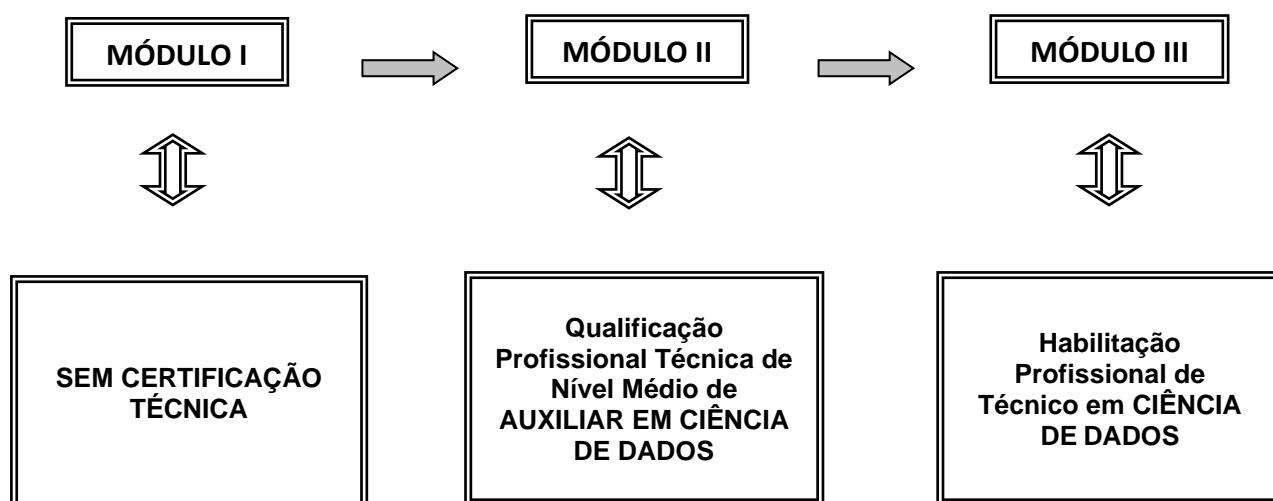 MÓDULO I
MÓDULO II
MÓDULO III
SEM CERTIFICAÇÃO
TÉCNICA
Qualificação
Profissional Técnica de
Nível Médio de
AUXILIAR EM CIÊNCIA
DE DADOS
Habilitação
Profissional de
Técnico em CIÊNCIA
DE DADOS